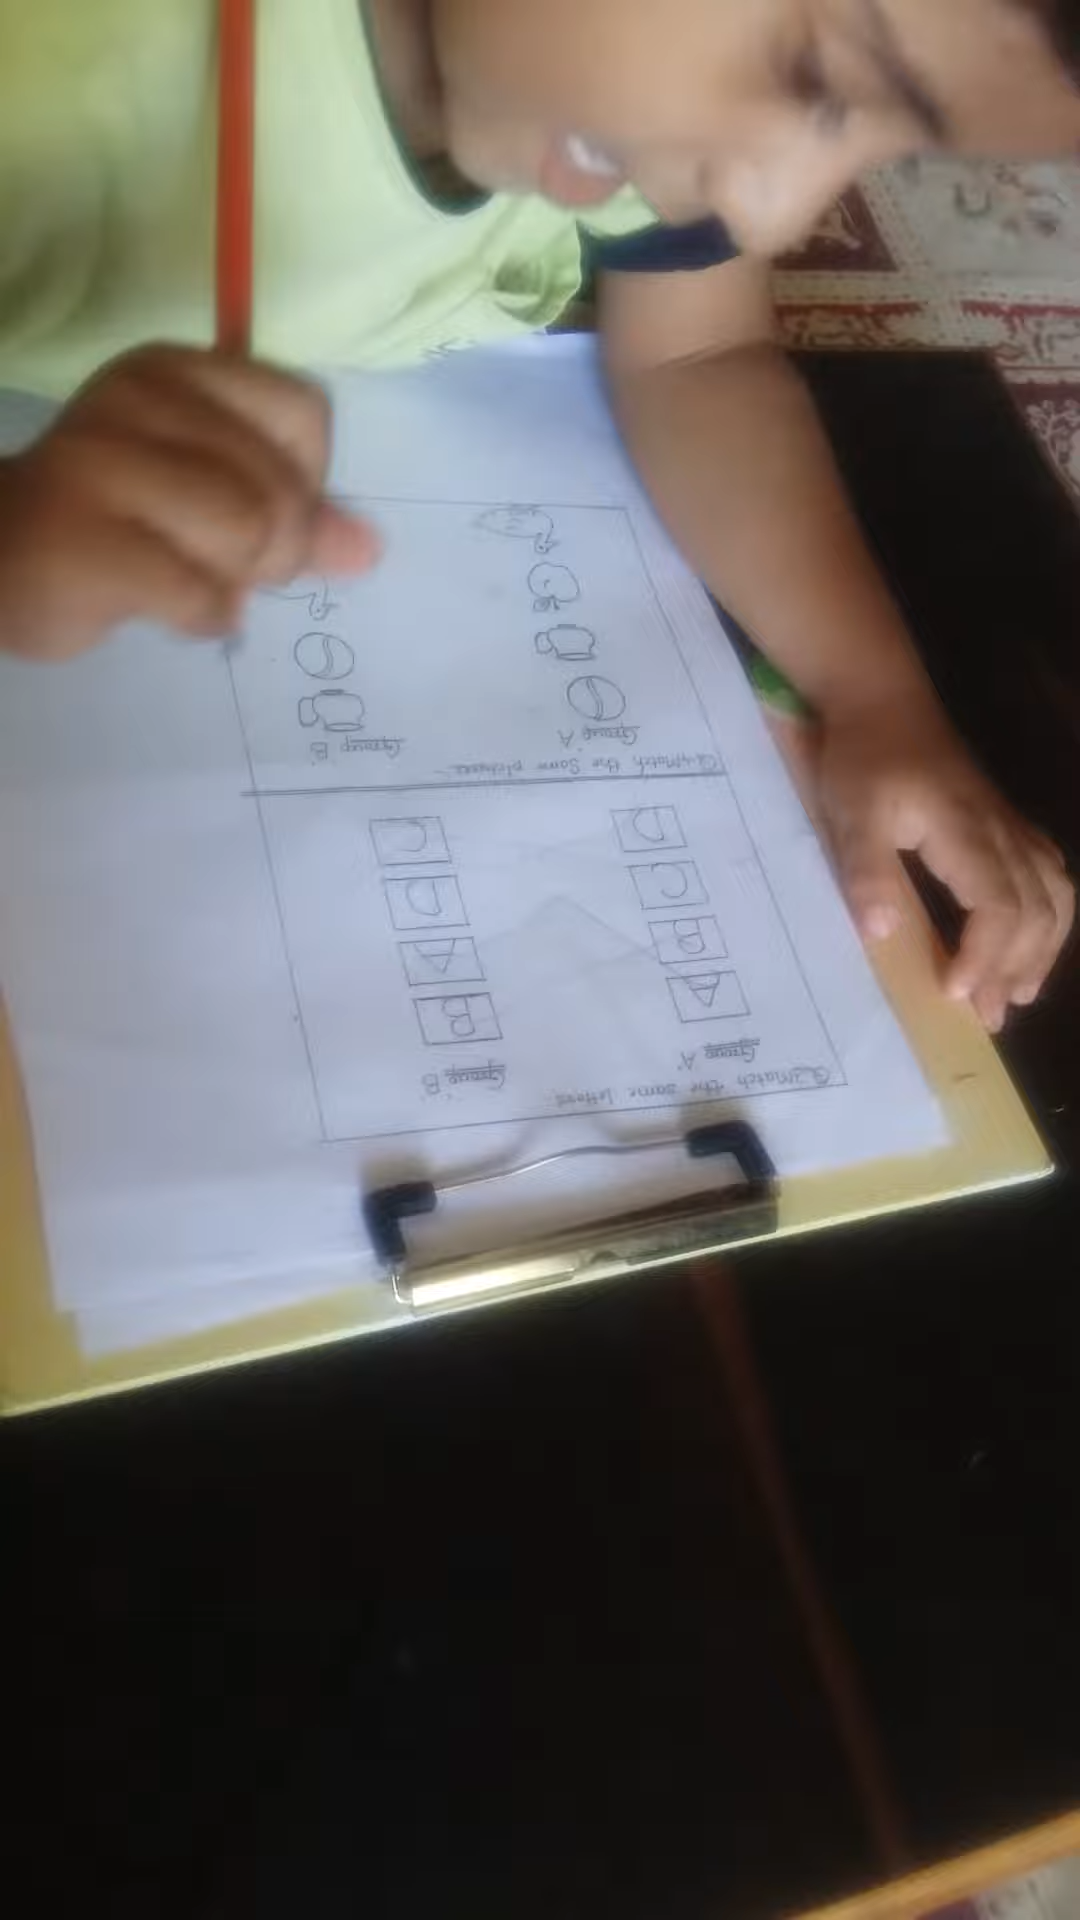 Match the same letters.
Group 'A' Group 'B'
A B
B A
C D
D C
Match the Same pictures.
Group 'A' Group 'B'